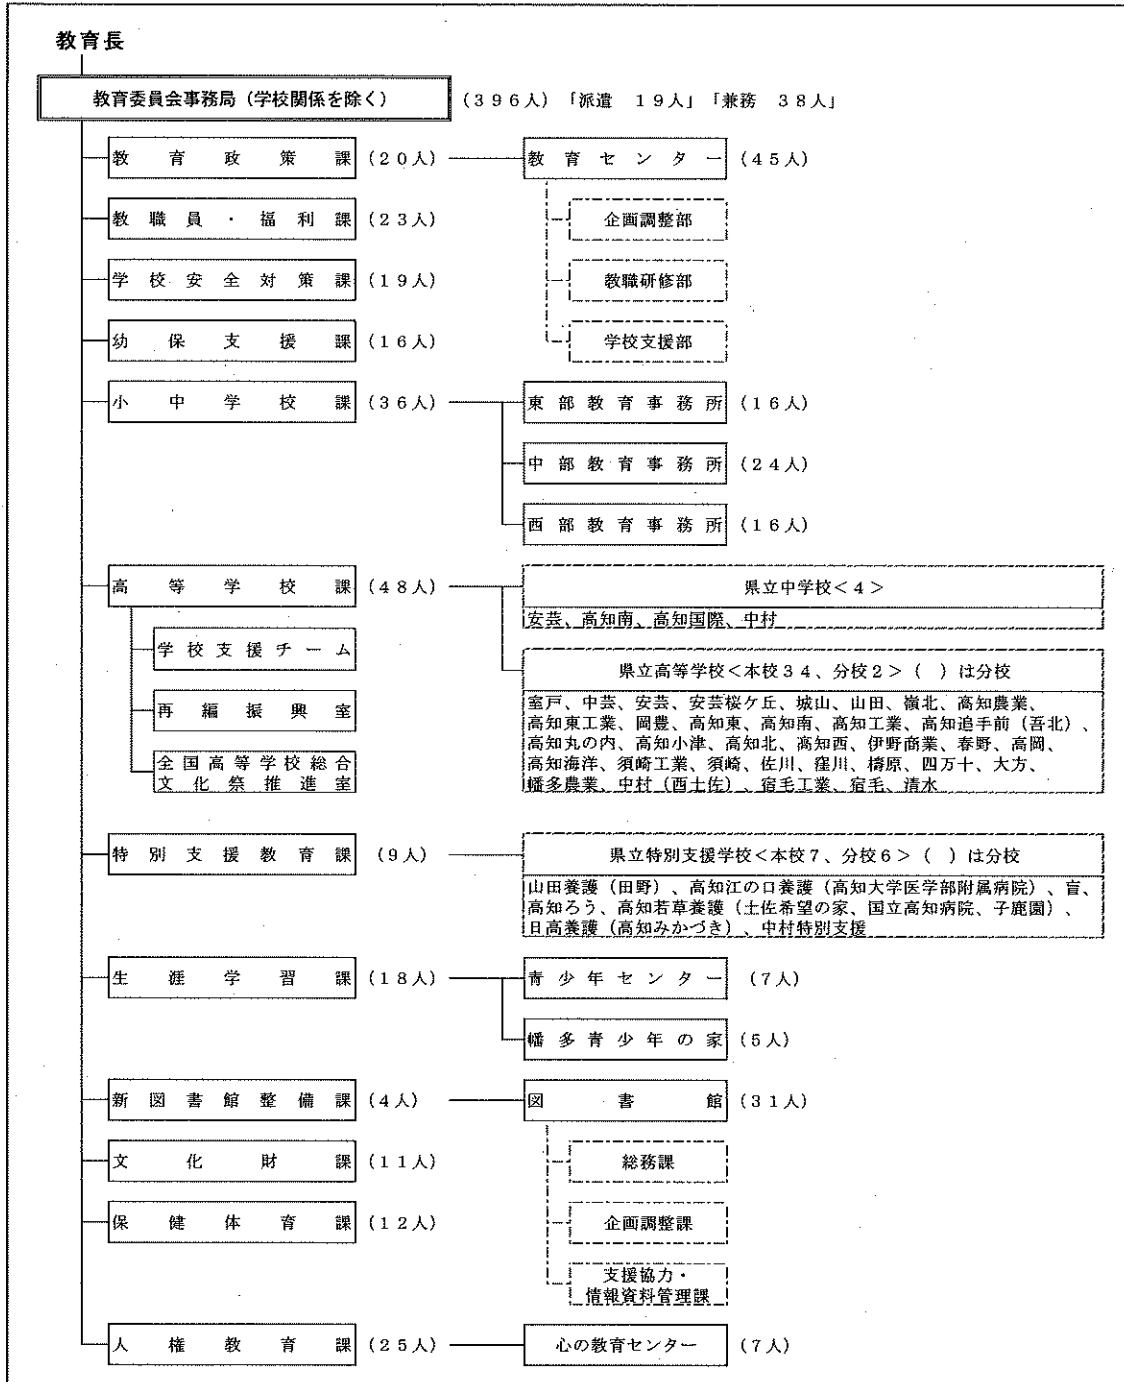 教育長
教育委員会事務局(学校関係を除く) (396人) 「派遣 19人」「兼務 38人」
教育政策課 (20人) 教育センター (45人)
企画調整部
教職員・福利課 (23人)
教職研修部
学校安全対策課 (19人)
学校支援部
幼保支援課 (16人)
小中学校課 (36人) 東部教育事務所 (16人)
中部教育事務所 (24人)
西部教育事務所 (16人)
高等学校課 (48人) 県立中学校<4>
安芸、高知南、高知国際、中村
学校支援チーム
再編振興室
全国高等学校総合
文化祭推進室
県立高等学校<本校34、分校2>( )は分校
室戸、中芸、安芸、安芸桜ケ丘、城山、山田、嶺北、高知農業、
高知東工業、岡豊、高知東、高知南、高知工業、高知追手前(吾北)、
高知丸の内、高知小津、高知北、高知西、伊野商業、春野、高岡、
高知海洋、須崎工業、須崎、佐川、窪川、檮原、四万十、大方、
幡多農業、中村(西土佐)、宿毛工業、宿毛、清水
特別支援教育課 (9人) 県立特別支援学校<本校7、分校6>( )は分校
山田養護(田野)、高知江の口養護(高知大学医学部附属病院)、盲、
高知ろう、高知若草養護(土佐希望の家、国立高知病院、子鹿園)、
日高養護(高知みかづき)、中村特別支援
生涯学習課 (18人) 青少年センター (7人)
幡多青少年の家 (5人)
新図書館整備課 (4人) 図書館 (31人)
文化財課 (11人) 総務課
保健体育課 (12人) 企画調整課
支援協力・
情報資料管理課
人権教育課 (25人) 心の教育センター (7人)